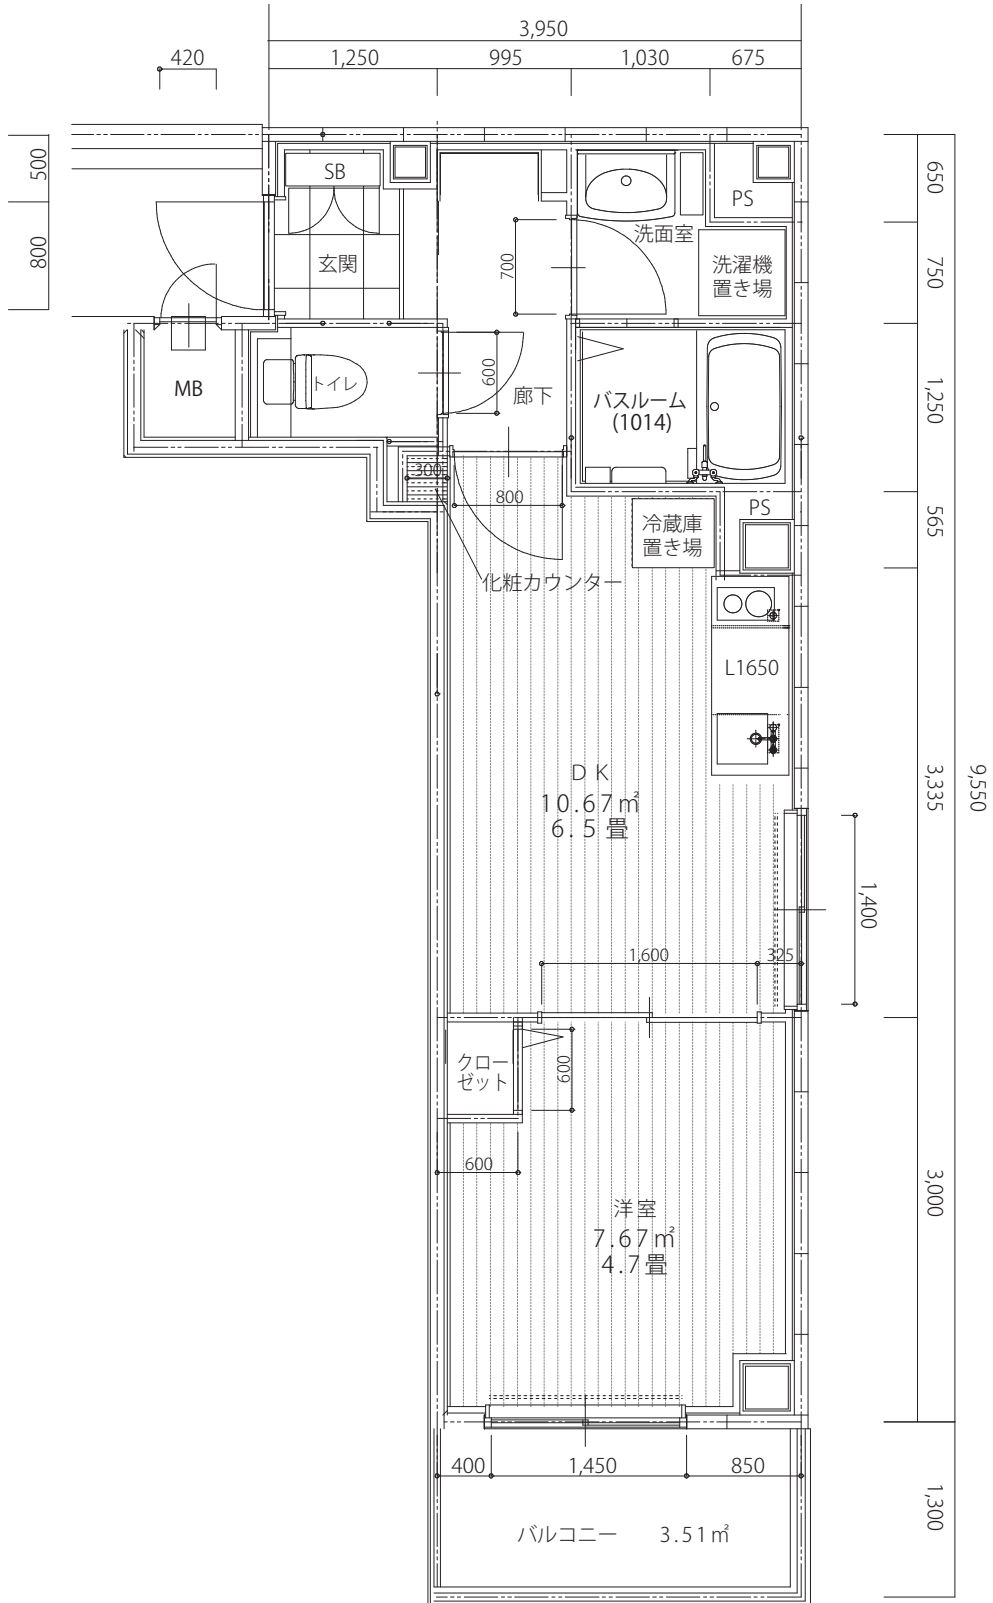 3,950
420
1,250
995
1,030
675
500
800
SB
玄関
700
洗面室
PS
洗濯機
置き場
650
750
MB
トイレ
600
廊下
バスルーム
(1014)
1,250
300
800
冷蔵庫
置き場
PS
565
化粧カウンター
L1650
DK
10.67㎡
6.5畳
3,335
9,550
1,400
1,600
325
クロー
ゼット
600
600
洋室
7.67㎡
4.7畳
3,000
400
1,450
850
バルコニー 3.51㎡
1,300